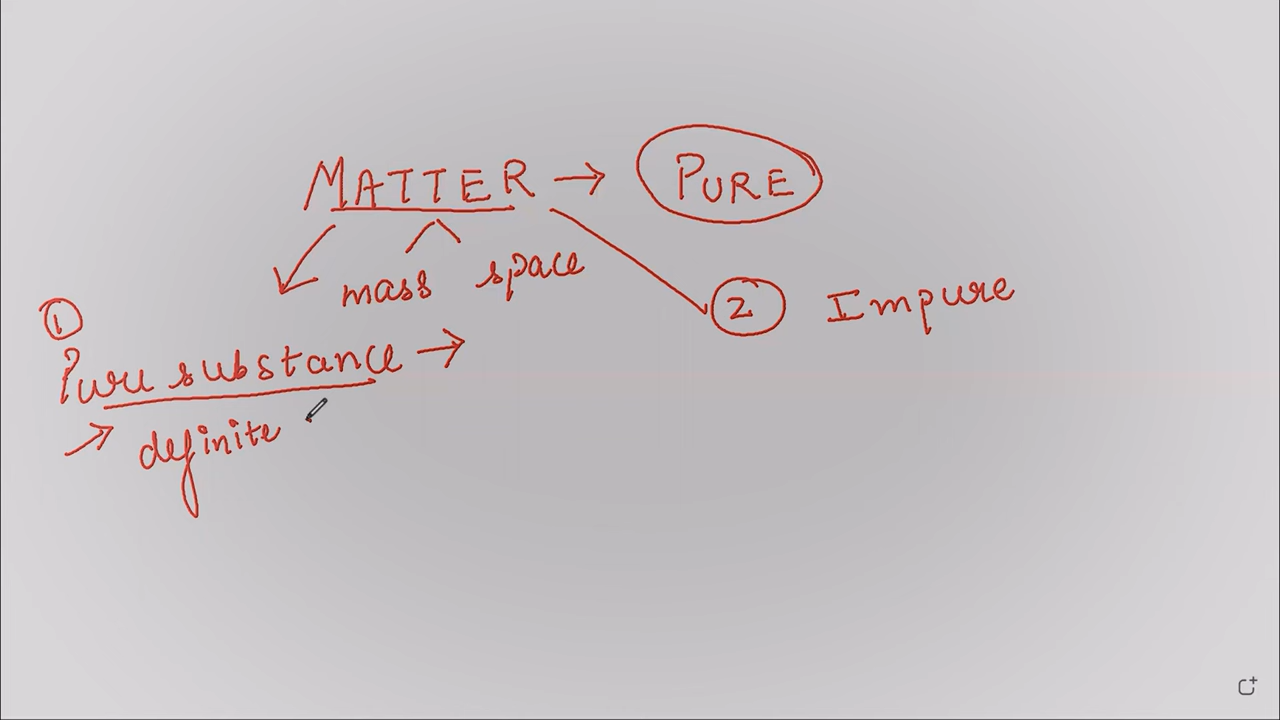 MATTER → PURE
mass space
② Impure
①
Pure substance →
→ definite